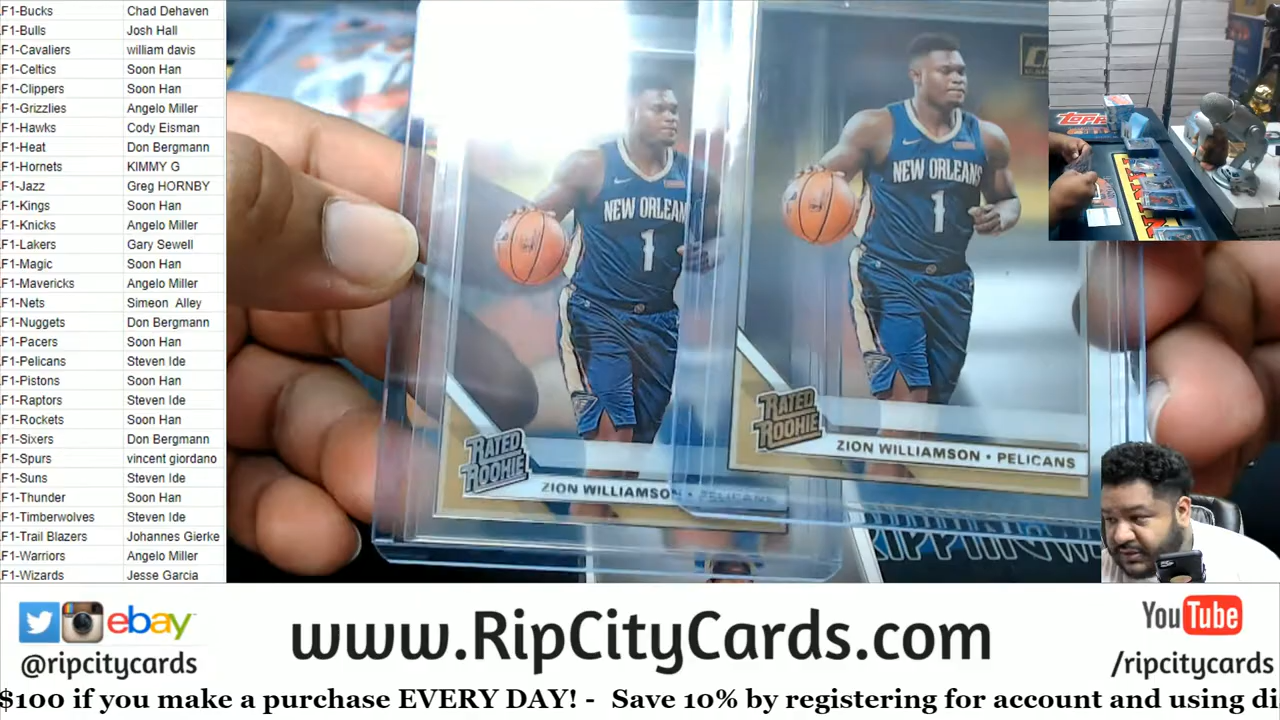 .F1-Bucks Chad Dehaven
.F1-Bulls Josh Hall
.F1-Cavaliers william davis
.F1-Celtics Soon Han
.F1-Clippers Soon Han
.F1-Grizzlies Angelo Miller
.F1-Hawks Cody Eisman
.F1-Heat Don Bergmann
.F1-Hornets KIMMY G
.F1-Jazz Greg HORNBY
.F1-Kings Soon Han
.F1-Knicks Angelo Miller
.F1-Lakers Gary Sewell
.F1-Magic Soon Han
.F1-Mavericks Angelo Miller
.F1-Nets Simeon Alley
.F1-Nuggets Don Bergmann
.F1-Pacers Soon Han
.F1-Pelicans Steven Ide
.F1-Pistons Soon Han
.F1-Raptors Steven Ide
.F1-Rockets Soon Han
.F1-Sixers Don Bergmann
.F1-Spurs vincent giordano
.F1-Suns Steven Ide
.F1-Thunder Soon Han
.F1-Timberwolves Steven Ide
.F1-Trail Blazers Johannes Gierke
.F1-Warriors Angelo Miller
.F1-Wizards Jesse Garcia
NEW ORLEAN
1
RATED
ROOKIE
ZION WILLIAMSON • PELICANS
NEW ORLEANS
1
RATED
ROOKIE
ZION WILLIAMSON • PELICANS
TOPPS
ebay
@ripcitycards
www.RipCityCards.com
YouTube
/ripcitycards
$100 if you make a purchase EVERY DAY! - Save 10% by registering for account and using di